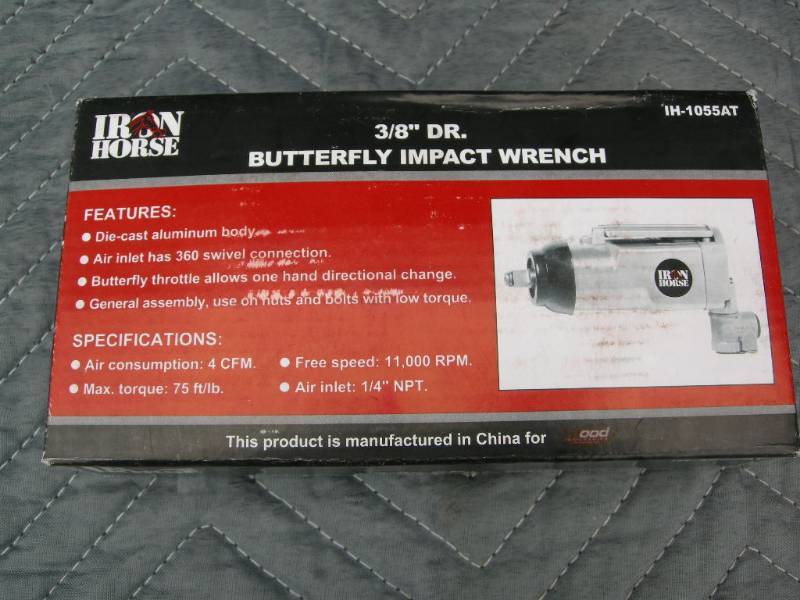 IRON
HORSE
IH-1055AT
3/8" DR.
BUTTERFLY IMPACT WRENCH
FEATURES:
● Die-cast aluminum body.
● Air inlet has 360 swivel connection.
● Butterfly throttle allows one hand directional change.
● General assembly, use on nuts and bolts with low torque.
IRON
HORSE
SPECIFICATIONS:
● Air consumption: 4 CFM. ● Free speed: 11,000 RPM.
● Max. torque: 75 ft/lb. ● Air inlet: 1/4" NPT.
This product is manufactured in China for